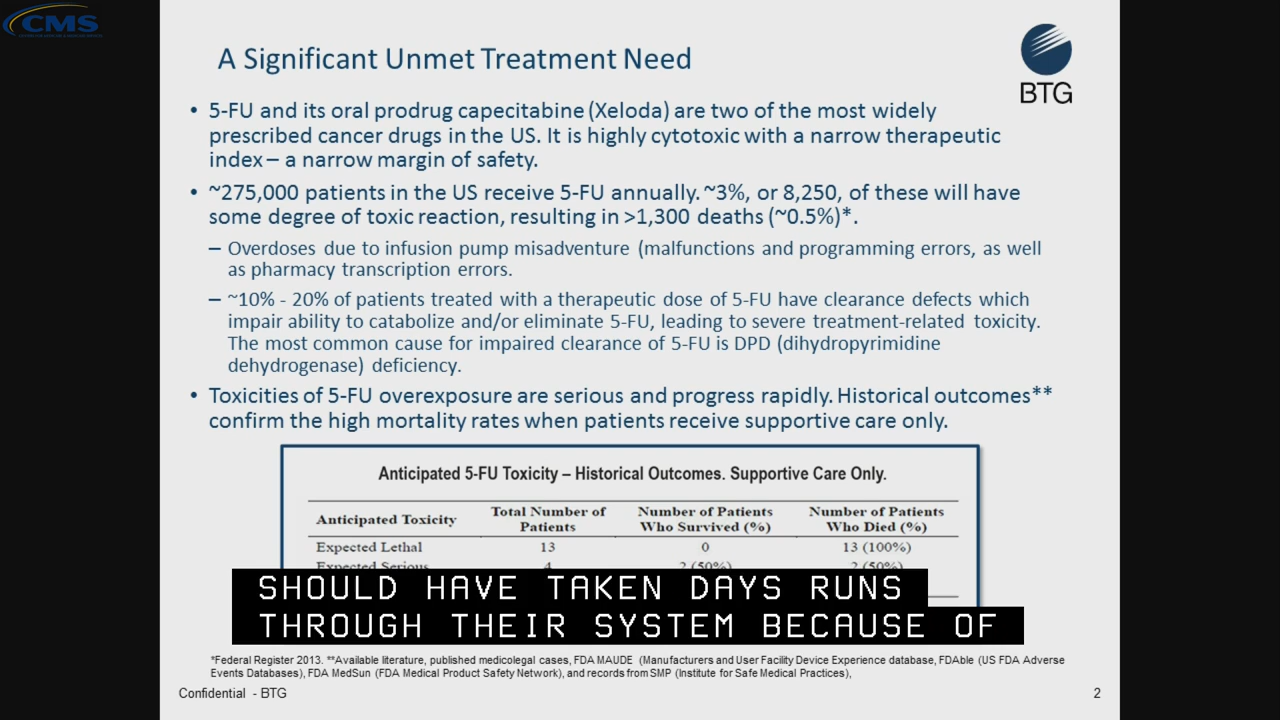 CMS
A Significant Unmet Treatment Need
BTG
• 5-FU and its oral prodrug capecitabine (Xeloda) are two of the most widely
prescribed cancer drugs in the US. It is highly cytotoxic with a narrow therapeutic
index – a narrow margin of safety.
• ~275,000 patients in the US receive 5-FU annually. ~3%, or 8,250, of these will have
some degree of toxic reaction, resulting in >1,300 deaths (~0.5%)*.
– Overdoses due to infusion pump misadventure (malfunctions and programming errors, as well
as pharmacy transcription errors.
– ~10% - 20% of patients treated with a therapeutic dose of 5-FU have clearance defects which
impair ability to catabolize and/or eliminate 5-FU, leading to severe treatment-related toxicity.
The most common cause for impaired clearance of 5-FU is DPD (dihydropyrimidine
dehydrogenase) deficiency.
• Toxicities of 5-FU overexposure are serious and progress rapidly. Historical outcomes**
confirm the high mortality rates when patients receive supportive care only.
Anticipated 5-FU Toxicity – Historical Outcomes. Supportive Care Only.
Anticipated Toxicity Total Number of Patients Number of Patients Who Survived (%) Number of Patients Who Died (%)
Expected Lethal 13 0 13 (100%)
Expected Serious 4 2 (50%) 2 (50%)
SHOULD HAVE TAKEN DAYS RUNS
THROUGH THEIR SYSTEM BECAUSE OF
*Federal Register 2013. **Available literature, published medicolegal cases, FDA MAUDE (Manufacturers and User Facility Device Experience database, FDAble (US FDA Adverse
Events Databases), FDA MedSun (FDA Medical Product Safety Network), and records from SMP (Institute for Safe Medical Practices),
Confidential - BTG
2